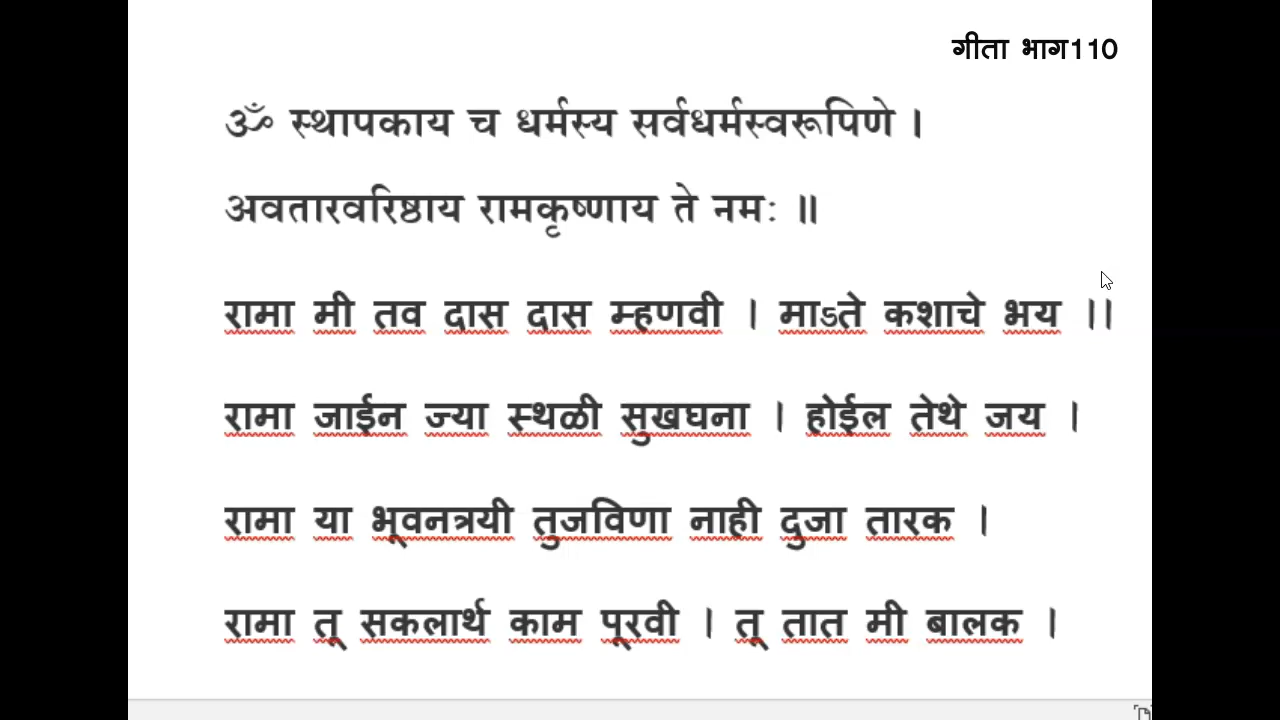 गीता भाग110
ॐ स्थापकाय च धर्मस्य सर्वधर्मस्वरूपिणे ।
अवतारवरिष्ठाय रामकृष्णाय ते नमः ॥
रामा मी तव दास दास म्हणवी । माऽते कशाचे भय ।।
रामा जाईन ज्या स्थळी सुखघना । होईल तेथे जय ।
रामा या भूवनत्रयी तुजविणा नाही दुजा तारक ।
रामा तू सकलार्थ काम पूरवी । तू तात मी बालक ।